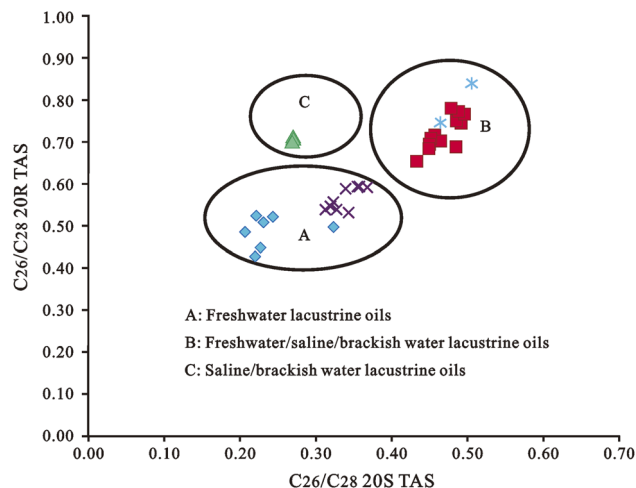 1.00
0.90
0.80
0.70
0.60
0.50
0.40
0.30
0.20
0.10
0.00
C26/C28 20R TAS
C
B
A
A: Freshwater lacustrine oils
B: Freshwater/saline/brackish water lacustrine oils
C: Saline/brackish water lacustrine oils
0.00 0.10 0.20 0.30 0.40 0.50 0.60 0.70
C26/C28 20S TAS